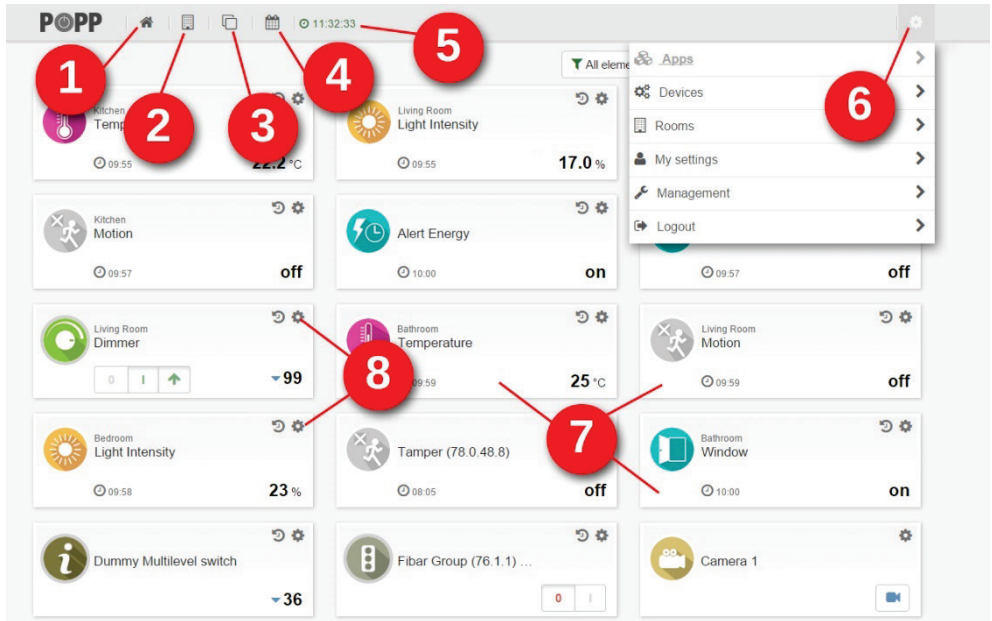 POPP
11:32:33
1
2
3
4
5
6
All eleme
Apps
Devices
Rooms
My settings
Management
Logout
Kitchen
Temp
09:55
22.2 °C
Living Room
Light Intensity
09:55
17.0 %
Kitchen
Motion
09:57
off
Alert Energy
10:00
on
09:57
off
Living Room
Dimmer
0 I
99
8
Bathroom
Temperature
09:59
25 °C
Living Room
Motion
09:59
off
7
Bedroom
Light Intensity
09:58
23 %
Tamper (78.0.48.8)
08:05
off
Bathroom
Window
10:00
on
Dummy Multilevel switch
36
Fibar Group (76.1.1) ...
0 I
Camera 1